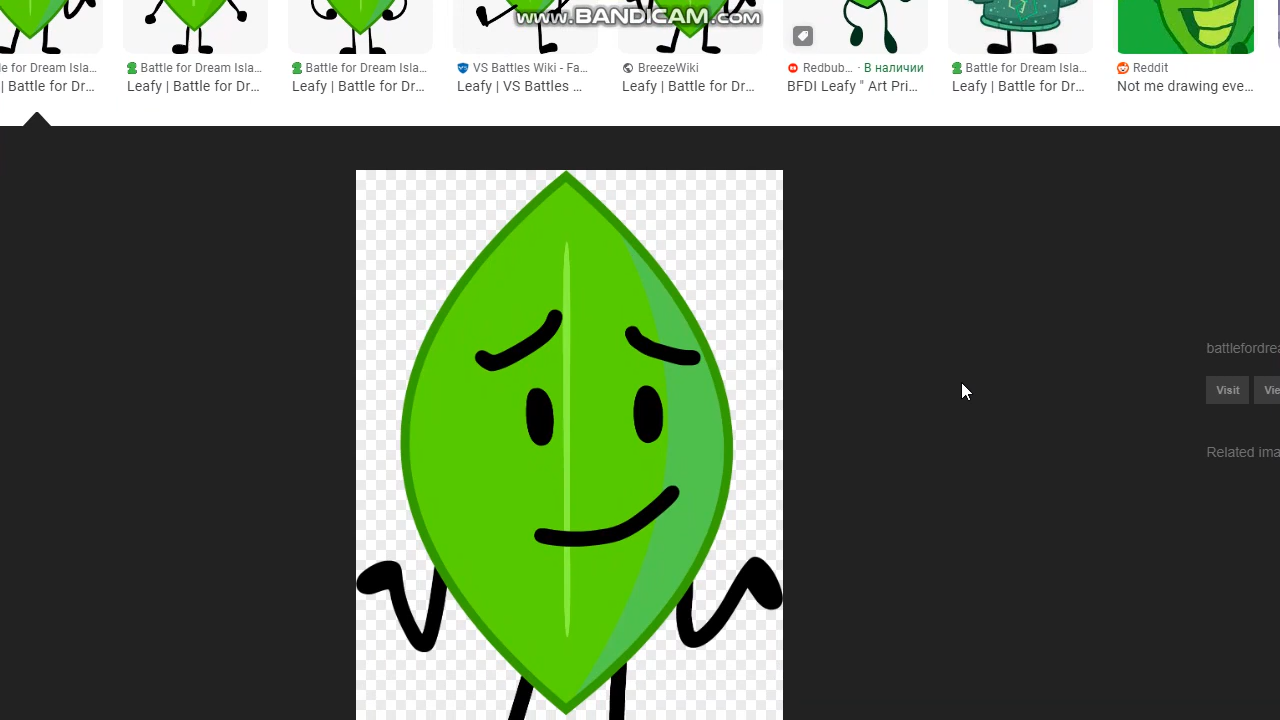 www.BANDICAM.com
le for Dream Isla...
Battle for Dream Isla...
Battle for Dream Isla...
VS Battles Wiki - Fa...
BreezeWiki
Redbub... · В наличии
Battle for Dream Isla...
Reddit
| Battle for Dr...
Leafy | Battle for Dr...
Leafy | Battle for Dr...
Leafy | VS Battles ...
Leafy | Battle for Dr...
BFDI Leafy " Art Pri...
Leafy | Battle for Dr...
Not me drawing eve...
battlefordrea
Visit
Vie
Related ima